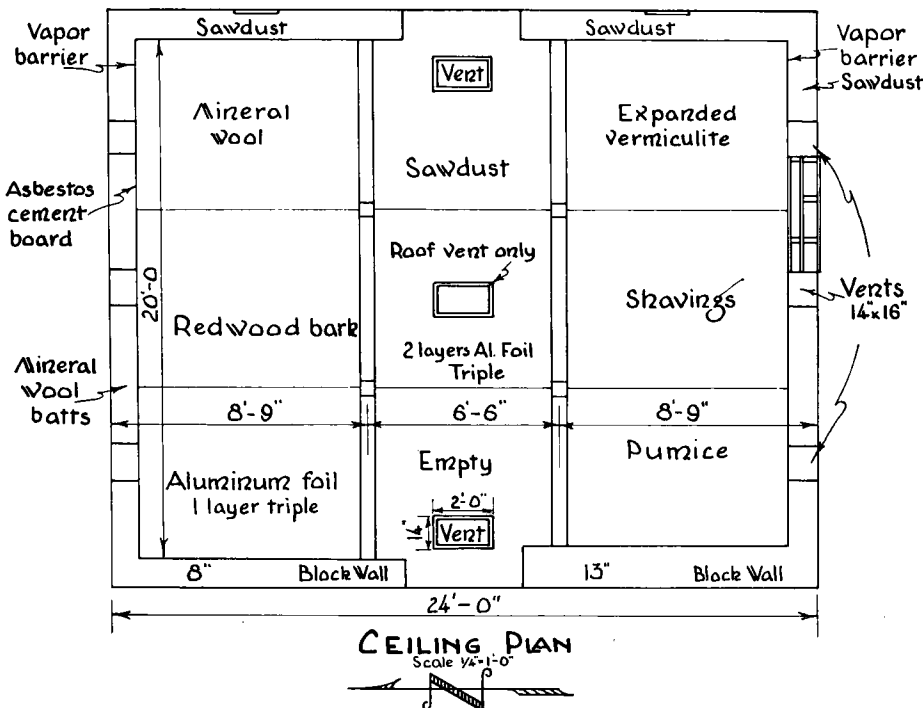 Vapor
barrier
Sawdust
Sawdust
Vapor
barrier
Sawdust
Vent
Mineral
wool
Expanded
vermiculite
Sawdust
Asbestos
cement
board
20'-0
Roof vent only
Redwood bark
Shavings
Vents
14"x16"
2 layers Al. Foil
Triple
Mineral
wool
batts
8'-9"
6'-6"
8'-9"
Aluminum foil
1 layer triple
Empty
2'-0"
14"
Vent
Pumice
8"
Block Wall
13"
Block Wall
24'-0"
CEILING PLAN
Scale 1/4"=1'-0"